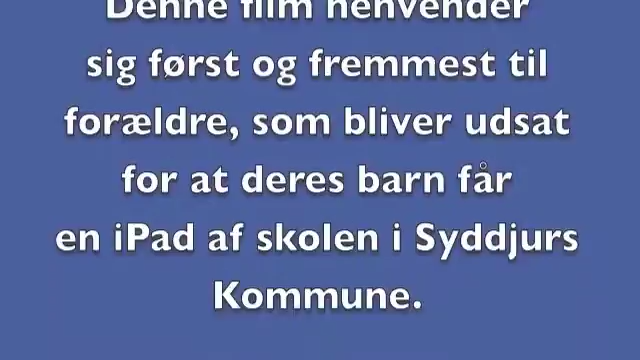 Denne film henvender
sig først og fremmest til
forældre, som bliver udsat
for at deres barn får
en iPad af skolen i Syddjurs
Kommune.